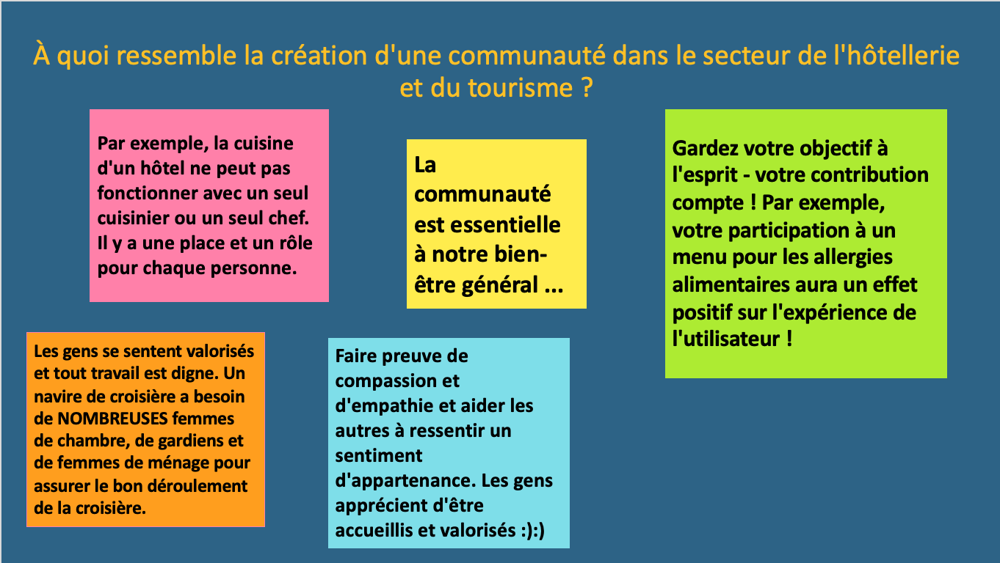 À quoi ressemble la création d'une communauté dans le secteur de l'hôtellerie
et du tourisme ?
Par exemple, la cuisine
d'un hôtel ne peut pas
fonctionner avec un seul
cuisinier ou un seul chef.
Il y a une place et un rôle
pour chaque personne.
La
communauté
est essentielle
à notre bien-
être général ...
Gardez votre objectif à
l'esprit - votre contribution
compte ! Par exemple,
votre participation à un
menu pour les allergies
alimentaires aura un effet
positif sur l'expérience de
l'utilisateur !
Les gens se sentent valorisés
et tout travail est digne. Un
navire de croisière a besoin
de NOMBREUSES femmes
de chambre, de gardiens et
de femmes de ménage pour
assurer le bon déroulement
de la croisière.
Faire preuve de
compassion et
d'empathie et aider les
autres à ressentir un
sentiment
d'appartenance. Les gens
apprécient d'être
accueillis et valorisés :):)